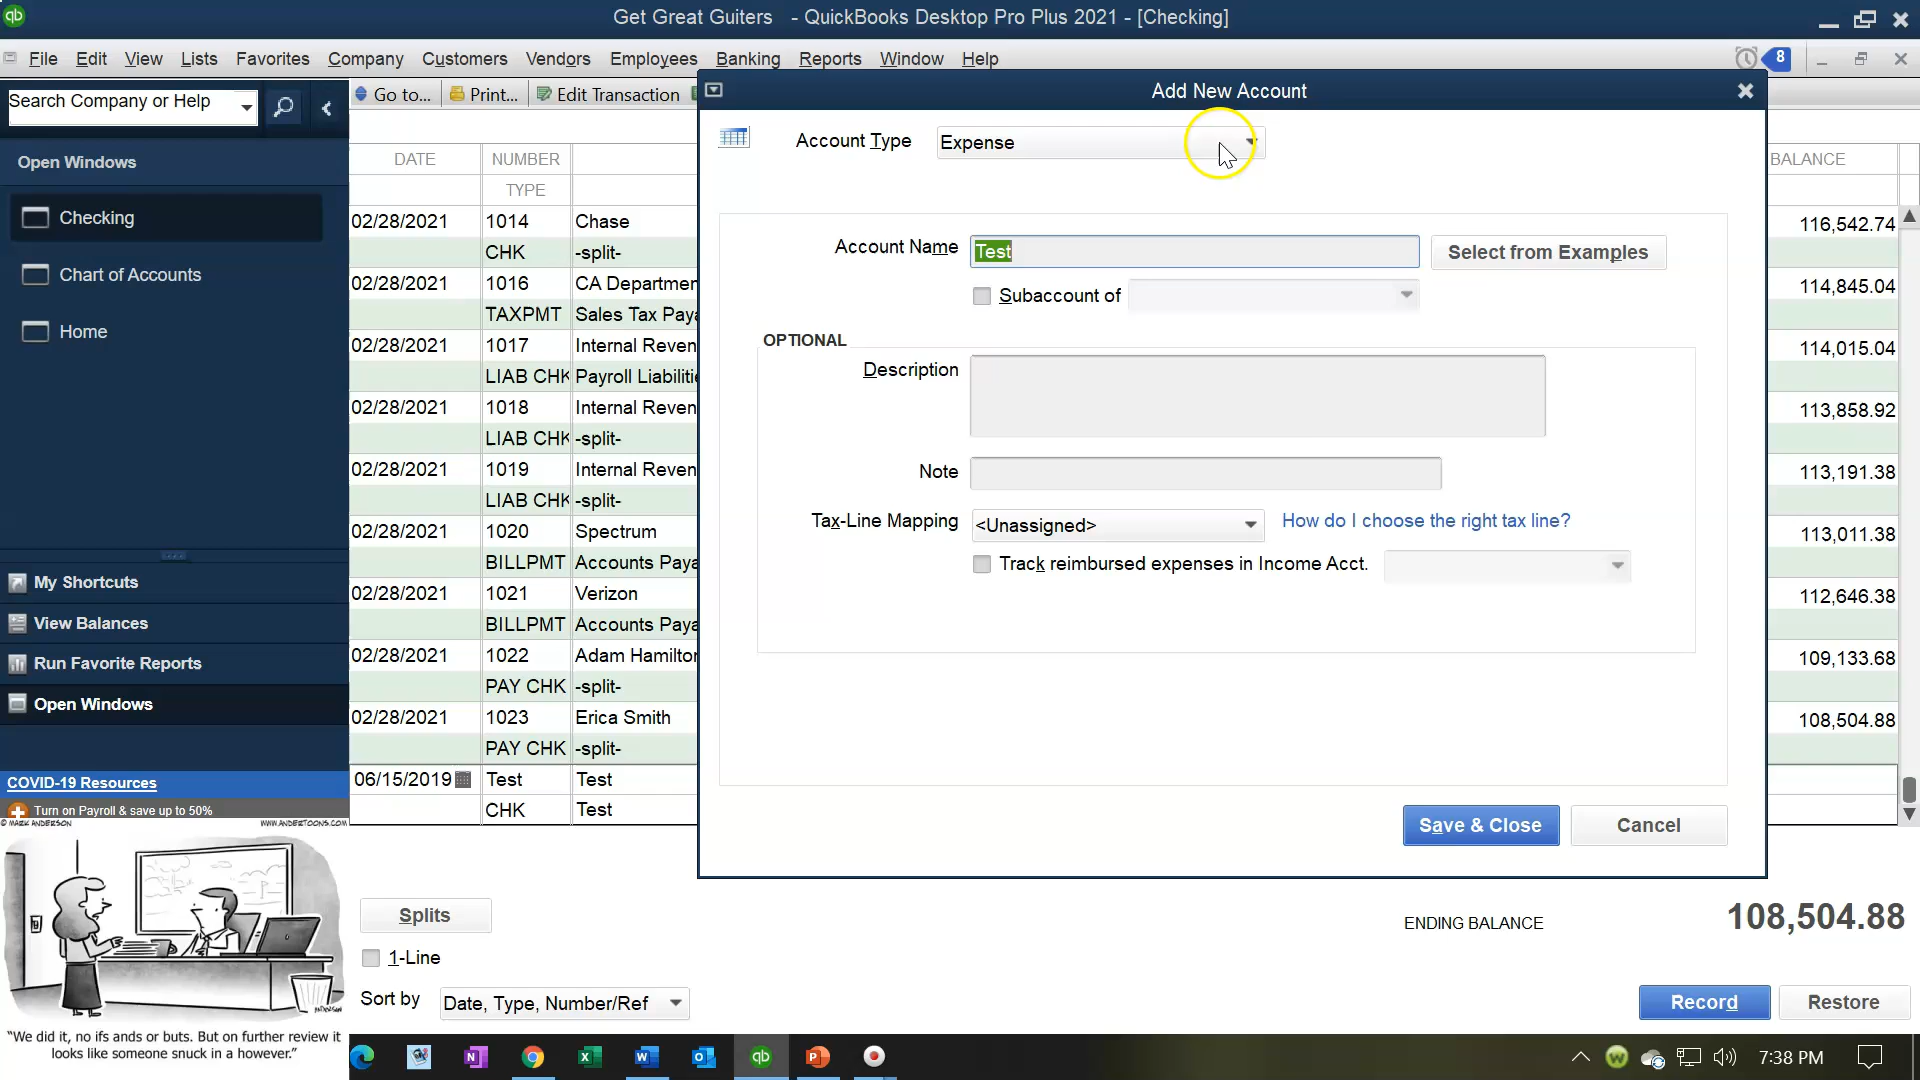 Get Great Guiters - QuickBooks Desktop Pro Plus 2021 - [Checking]
File Edit View Lists Favorites Company Customers Vendors Employees Banking Reports Window Help
8
Search Company or Help
Go to... Print... Edit Transaction
Open Windows
Checking
Chart of Accounts
Home
My Shortcuts
View Balances
Run Favorite Reports
Open Windows
COVID-19 Resources
Turn on Payroll & save up to 50%
© MARK ANDERSON WWW.ANDERTOONS.COM
"We did it, no ifs ands or buts. But on further review it
looks like someone snuck in a however."
DATE NUMBER BALANCE
TYPE
02/28/2021 1014 Chase 116,542.74
CHK -split-
02/28/2021 1016 CA Departmen 114,845.04
TAXPMT Sales Tax Paya
02/28/2021 1017 Internal Reven 114,015.04
LIAB CHK Payroll Liabilitie
02/28/2021 1018 Internal Reven 113,858.92
LIAB CHK -split-
02/28/2021 1019 Internal Reven 113,191.38
LIAB CHK -split-
02/28/2021 1020 Spectrum 113,011.38
BILLPMT Accounts Paya
02/28/2021 1021 Verizon 112,646.38
BILLPMT Accounts Paya
02/28/2021 1022 Adam Hamilton 109,133.68
PAY CHK -split-
02/28/2021 1023 Erica Smith 108,504.88
PAY CHK -split-
06/15/2019 Test Test
CHK Test
Add New Account
Account Type Expense
Account Name Test Select from Examples
Subaccount of
OPTIONAL
Description
Note
Tax-Line Mapping <Unassigned> How do I choose the right tax line?
Track reimbursed expenses in Income Acct.
Save & Close Cancel
Splits
ENDING BALANCE 108,504.88
1-Line
Sort by Date, Type, Number/Ref
Record Restore
7:38 PM